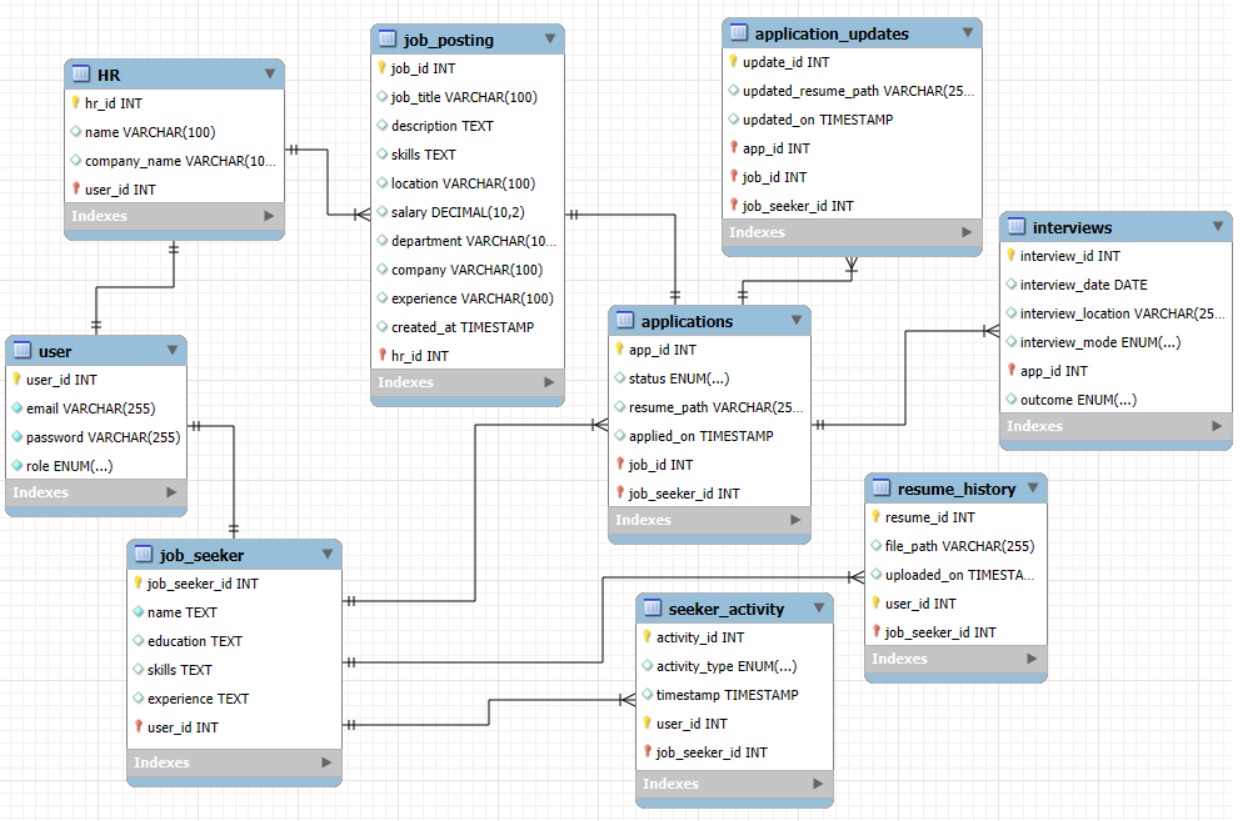 HR
hr_id INT
name VARCHAR(100)
company_name VARCHAR(10...
user_id INT
Indexes
job_posting
job_id INT
job_title VARCHAR(100)
description TEXT
skills TEXT
location VARCHAR(100)
salary DECIMAL(10,2)
department VARCHAR(10...
company VARCHAR(100)
experience VARCHAR(100)
created_at TIMESTAMP
hr_id INT
Indexes
application_updates
update_id INT
updated_resume_path VARCHAR(25...
updated_on TIMESTAMP
app_id INT
job_id INT
job_seeker_id INT
Indexes
interviews
interview_id INT
interview_date DATE
interview_location VARCHAR(25...
interview_mode ENUM(...)
app_id INT
outcome ENUM(...)
Indexes
user
user_id INT
email VARCHAR(255)
password VARCHAR(255)
role ENUM(...)
Indexes
applications
app_id INT
status ENUM(...)
resume_path VARCHAR(25...
applied_on TIMESTAMP
job_id INT
job_seeker_id INT
Indexes
job_seeker
job_seeker_id INT
name TEXT
education TEXT
skills TEXT
experience TEXT
user_id INT
Indexes
seeker_activity
activity_id INT
activity_type ENUM(...)
timestamp TIMESTAMP
user_id INT
job_seeker_id INT
Indexes
resume_history
resume_id INT
file_path VARCHAR(255)
uploaded_on TIMESTA...
user_id INT
job_seeker_id INT
Indexes